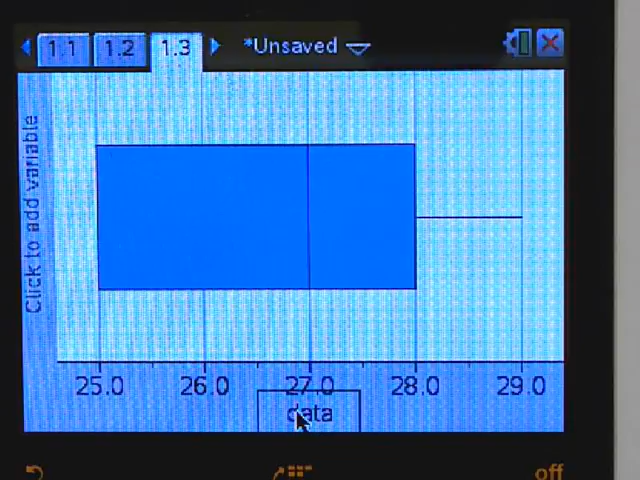 1.1 1.2 1.3 *Unsaved
Click to add variable
25.0 26.0 27.0 28.0 29.0
data
off